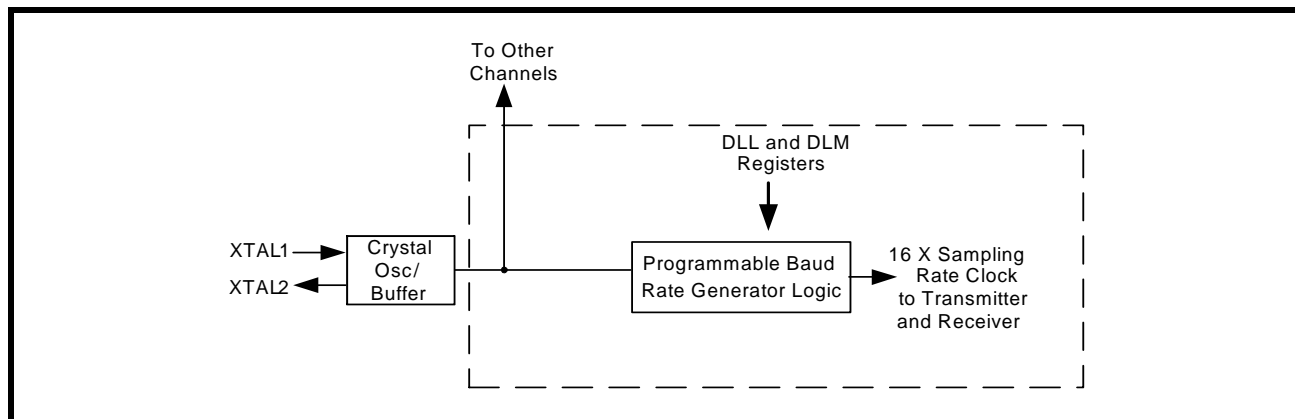 To Other
Channels
DLL and DLM
Registers
XTAL1
XTAL2
Crystal
Osc/
Buffer
Programmable Baud
Rate Generator Logic
16 X Sampling
Rate Clock
to Transmitter
and Receiver